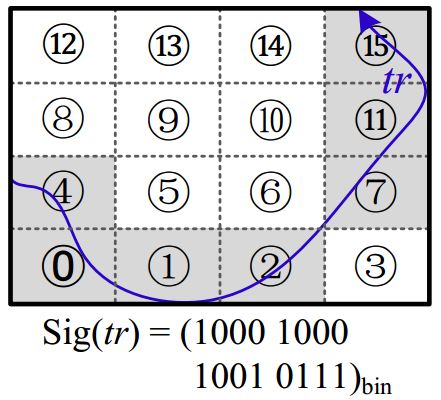 ⑫ ⑬ ⑭ ⑮
tr
⑧ ⑨ ⑩ ⑪
④ ⑤ ⑥ ⑦
⓪ ① ② ③
Sig(tr) = (1000 1000
1001 0111)bin